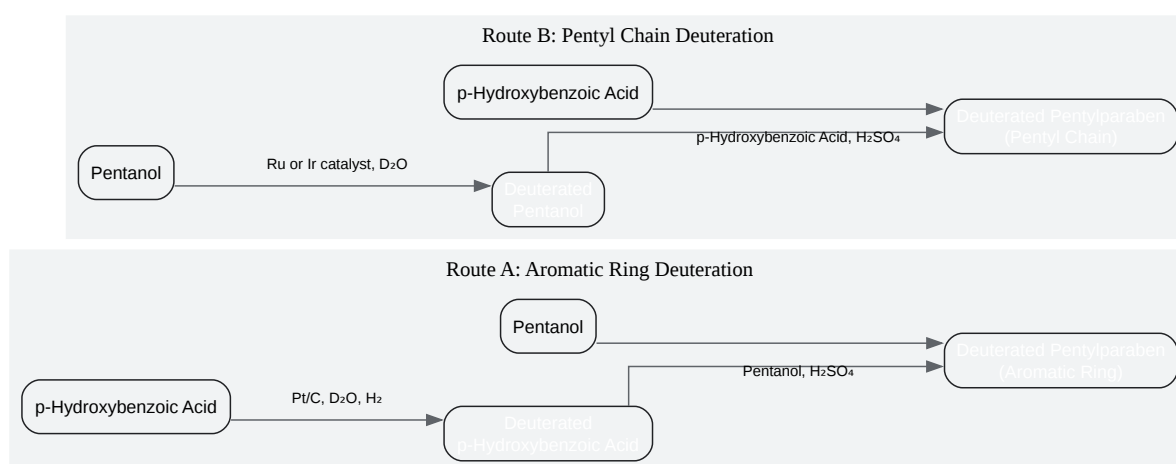 Route B: Pentyl Chain Deuteration
p-Hydroxybenzoic Acid
Deuterated Pentylparaben
(Pentyl Chain)
p-Hydroxybenzoic Acid, H₂SO₄
Ru or Ir catalyst, D₂O
Pentanol
Deuterated
Pentanol
Route A: Aromatic Ring Deuteration
Pentanol
Deuterated Pentylparaben
(Aromatic Ring)
Pentanol, H₂SO₄
Pt/C, D₂O, H₂
p-Hydroxybenzoic Acid
Deuterated
p-Hydroxybenzoic Acid